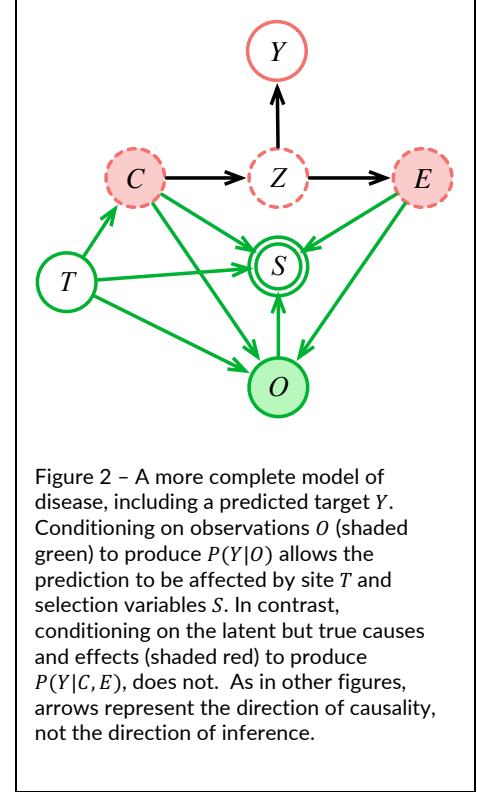 Y
C
Z
E
S
T
O
Figure 2 – A more complete model of
disease, including a predicted target Y.
Conditioning on observations O (shaded
green) to produce P(Y|O) allows the
prediction to be affected by site T and
selection variables S. In contrast,
conditioning on the latent but true causes
and effects (shaded red) to produce
P(Y|C, E), does not.  As in other figures,
arrows represent the direction of causality,
not the direction of inference.